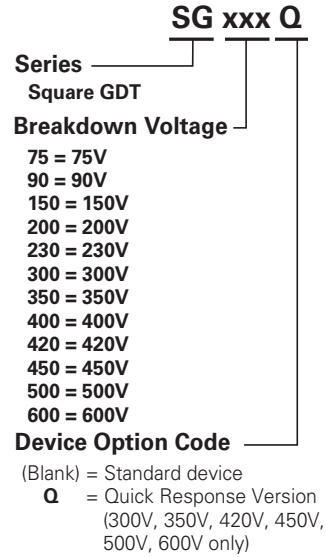 SG xxx Q
Series
Square GDT
Breakdown Voltage
75 = 75V
90 = 90V
150 = 150V
200 = 200V
230 = 230V
300 = 300V
350 = 350V
400 = 400V
420 = 420V
450 = 450V
500 = 500V
600 = 600V
Device Option Code
(Blank) = Standard device
Q = Quick Response Version
(300V, 350V, 420V, 450V,
500V, 600V only)